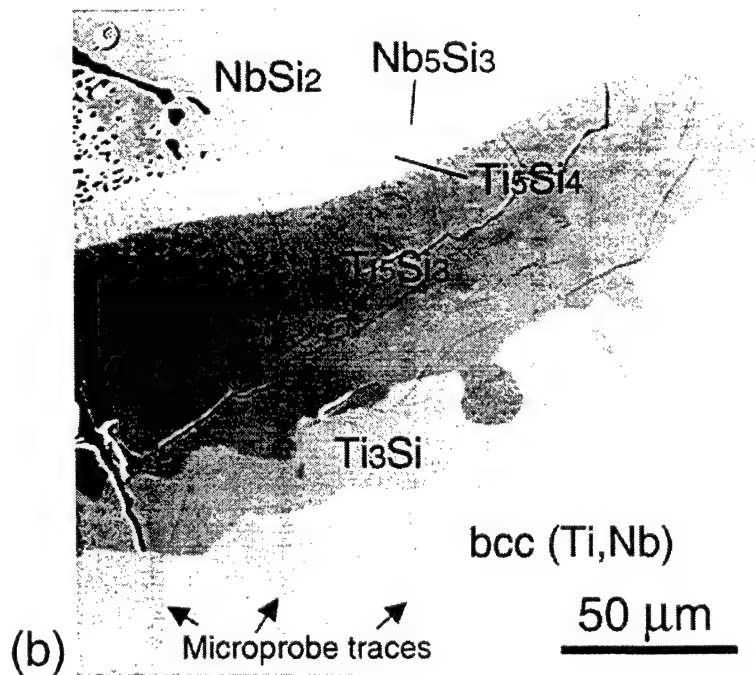 NbSi₂
Nb₅Si₃
Ti₅Si₄
Ti₅Si₃
Ti₃Si
bcc (Ti,Nb)
50 μm
Microprobe traces
(b)